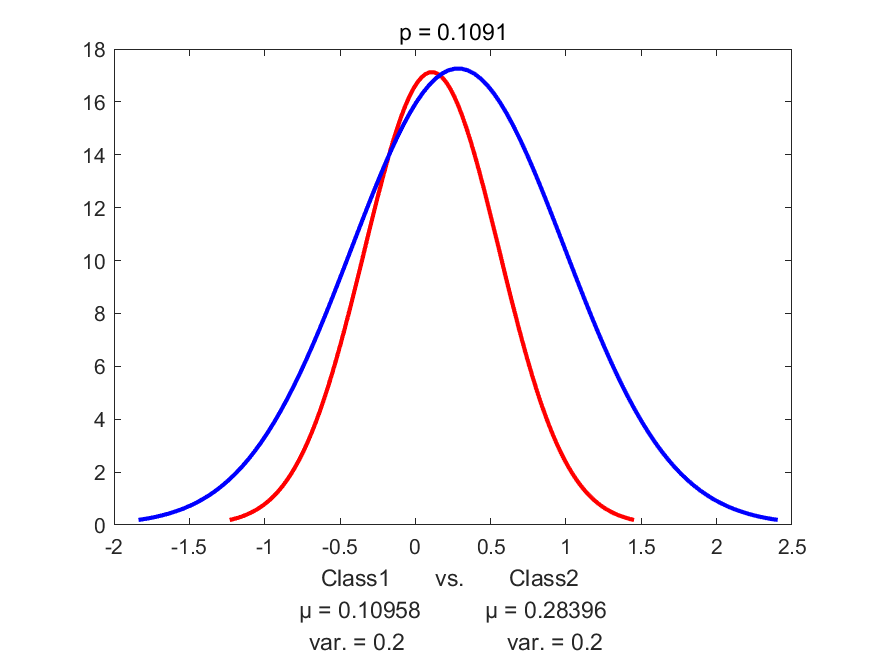 p = 0.1091
18
16
14
12
10
8
6
4
2
0
-2 -1.5 -1 -0.5 0 0.5 1 1.5 2 2.5
Class1 vs. Class2
μ = 0.10958 μ = 0.28396
var. = 0.2 var. = 0.2